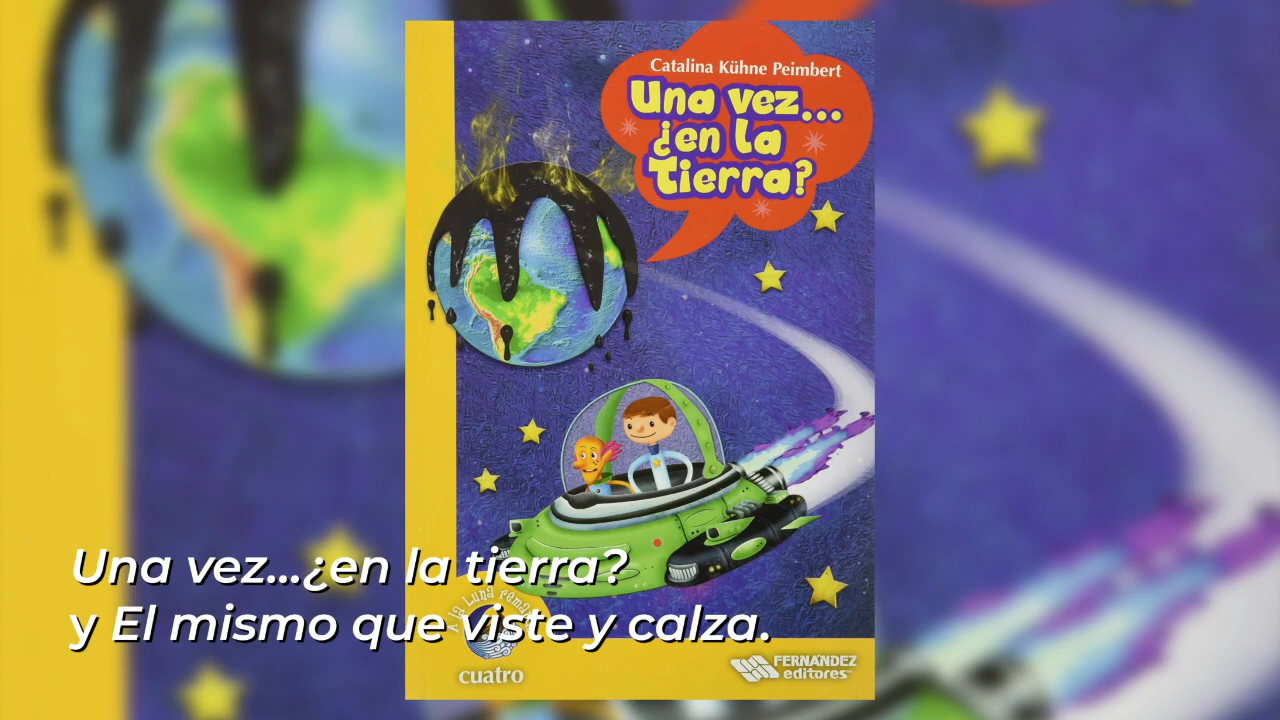 Catalina Kühne Peimbert
Una vez...
¿en la
Tierra?
Una vez...¿en la tierra?
y El mismo que viste y calza.
cuatro
FERNÁNDEZ
editores